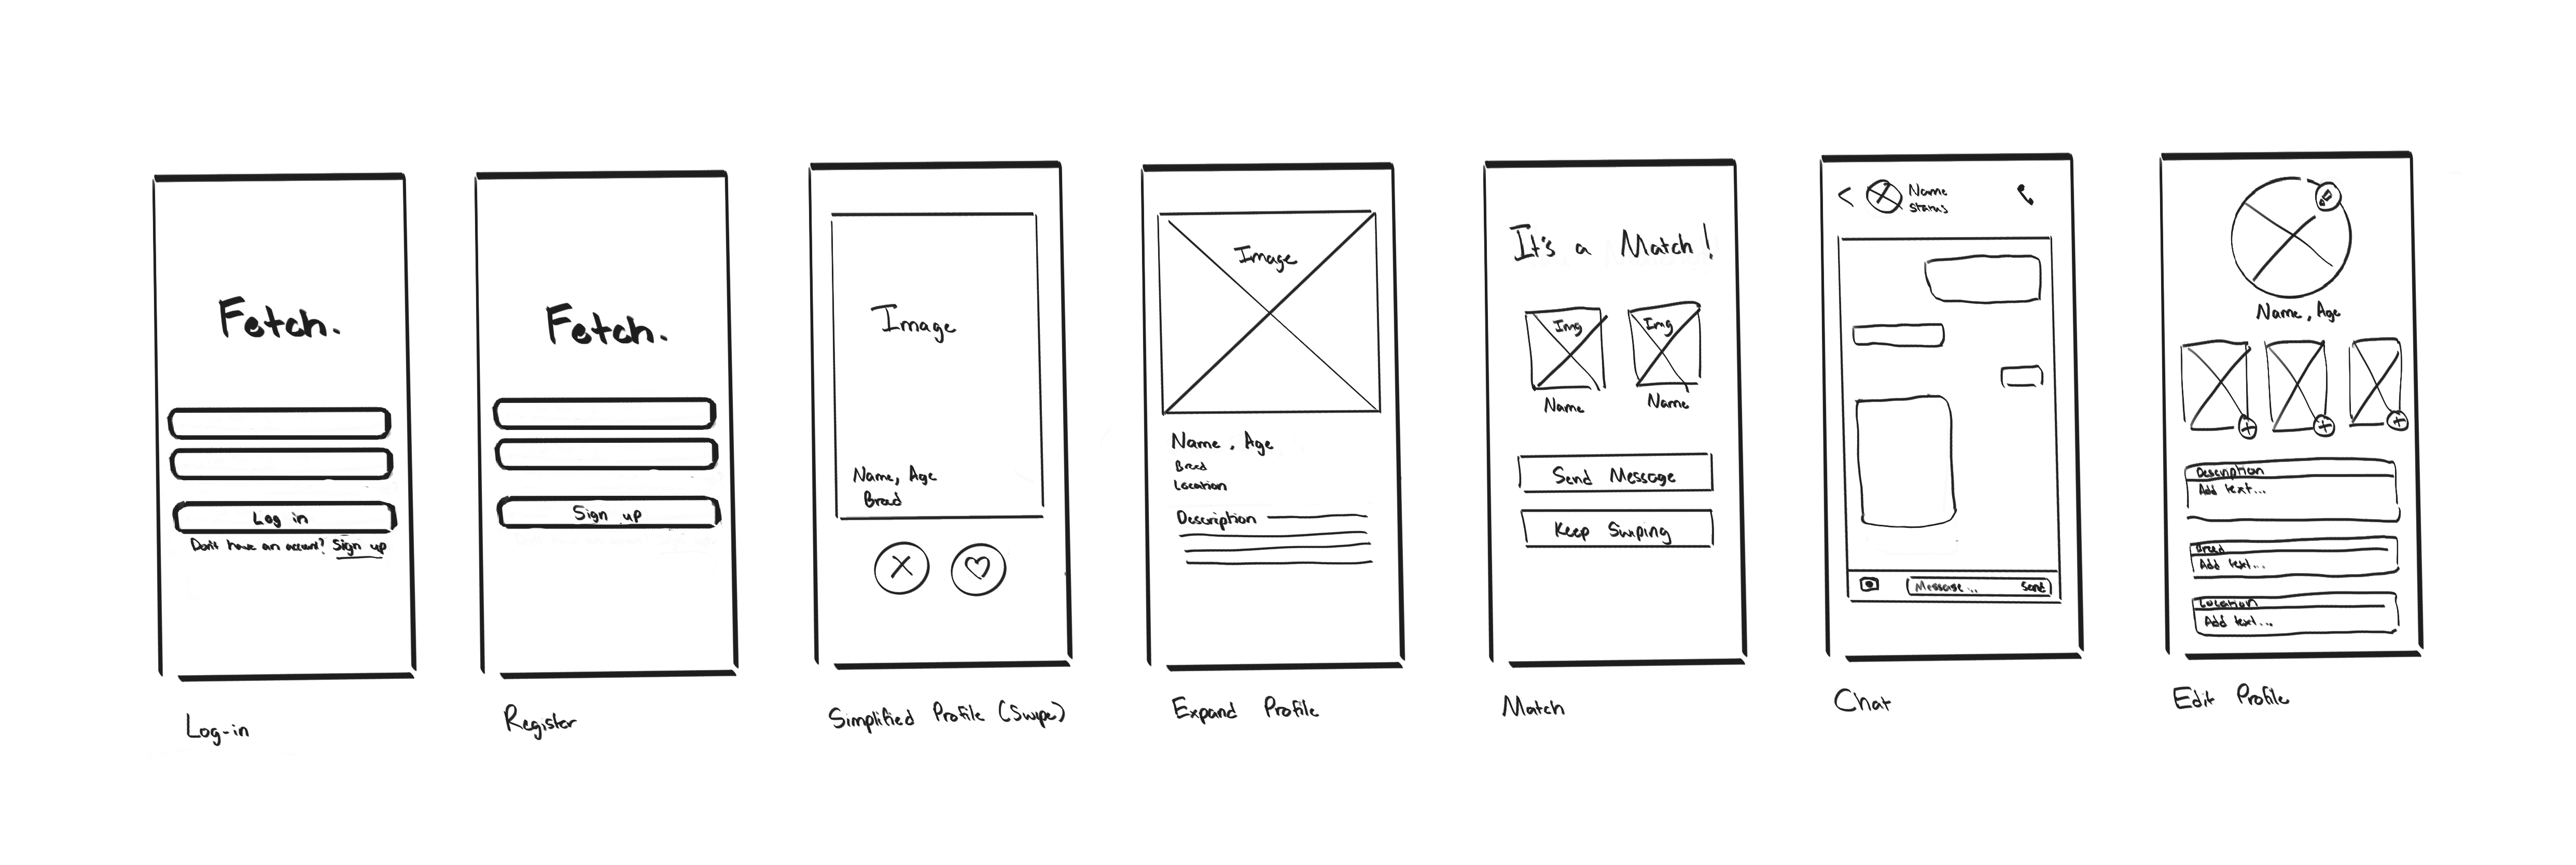 Fetch.
Log in
Don't have an account? Sign up
Log-in
Fetch.
Sign up
Register
Image
Name, Age
Breed
Simplified Profile (Swipe)
Image
Name, Age
Breed
Location
Description
Expand Profile
It's a Match!
Img
Img
Name
Name
Send Message
Keep Swiping
Match
Name
Status
Message...
Send
Chat
Name, Age
Description
Add text...
Breed
Add text...
Location
Add text...
Edit Profile